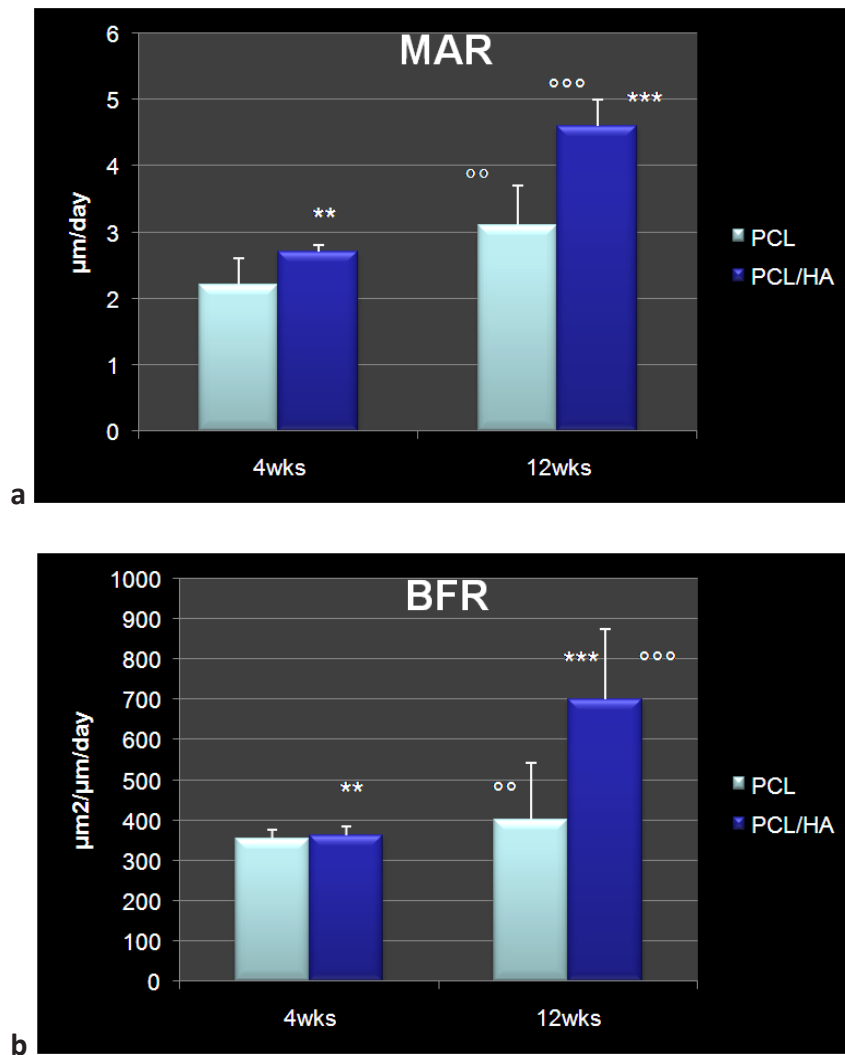 MAR
6
5
4
3
2
1
0
µm/day
°°°
***
°°
**
4wks
12wks
PCL
PCL/HA
a
BFR
1000
900
800
700
600
500
400
300
200
100
0
µm2/µm/day
*** °°°
** °°
4wks
12wks
PCL
PCL/HA
b